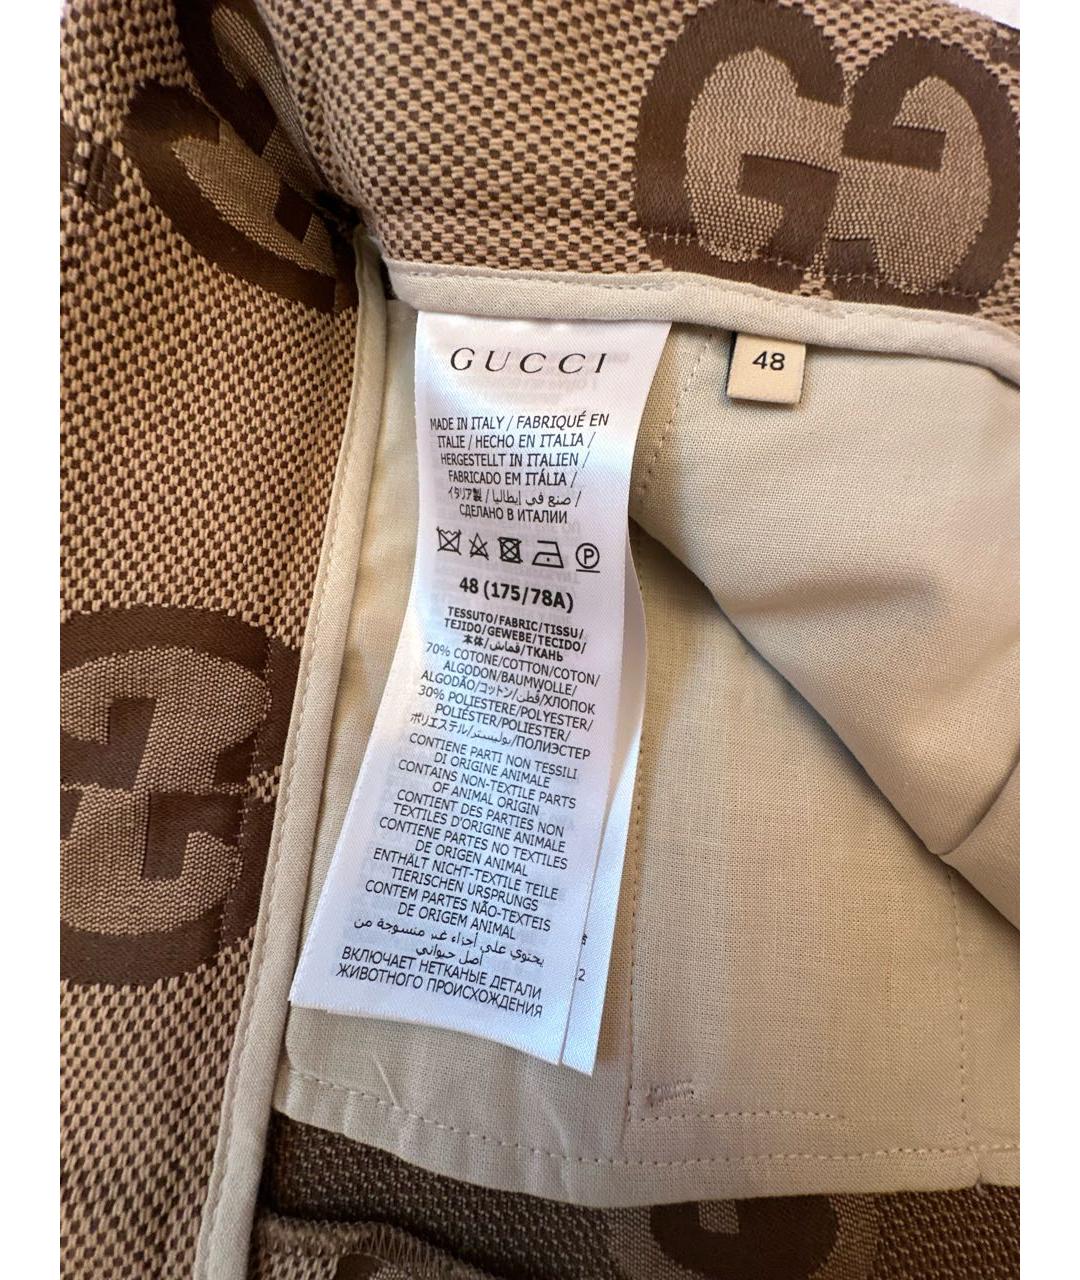 GUCCI
48
MADE IN ITALY / FABRIQUÉ EN
ITALIE / HECHO EN ITALIA /
HERGESTELLT IN ITALIEN /
FABRICADO EM ITÁLIA /
イタリア製 / صنع في إيطاليا /
СДЕЛАНО В ИТАЛИИ
P
48 (175/78A)
TESSUTO/FABRIC/TISSU/
TEJIDO/GEWEBE/TECIDO/
本体/قماش/ТКАНЬ
70% COTONE/COTTON/COTON/
ALGODON/BAUMWOLLE/
ALGODÃO/コットン/قطن/ХЛОПОК
30% POLIESTERE/POLYESTER/
POLIÉSTER/POLIESTER/
ポリエステル/بوليستر/ПОЛИЭСТЕР
CONTIENE PARTI NON TESSILI
DI ORIGINE ANIMALE
CONTAINS NON-TEXTILE PARTS
OF ANIMAL ORIGIN
CONTIENT DES PARTIES NON
TEXTILES D'ORIGINE ANIMALE
CONTIENE PARTES NO TEXTILES
DE ORIGEN ANIMAL
ENTHÄLT NICHT-TEXTILE TEILE
TIERISCHEN URSPRUNGS
CONTEM PARTES NÃO-TEXTEIS
DE ORIGEM ANIMAL
يحتوي على أجزاء غير منسوجة من
أصل حيواني
ВКЛЮЧАЕТ НЕТКАНЫЕ ДЕТАЛИ
ЖИВОТНОГО ПРОИСХОЖДЕНИЯ
2